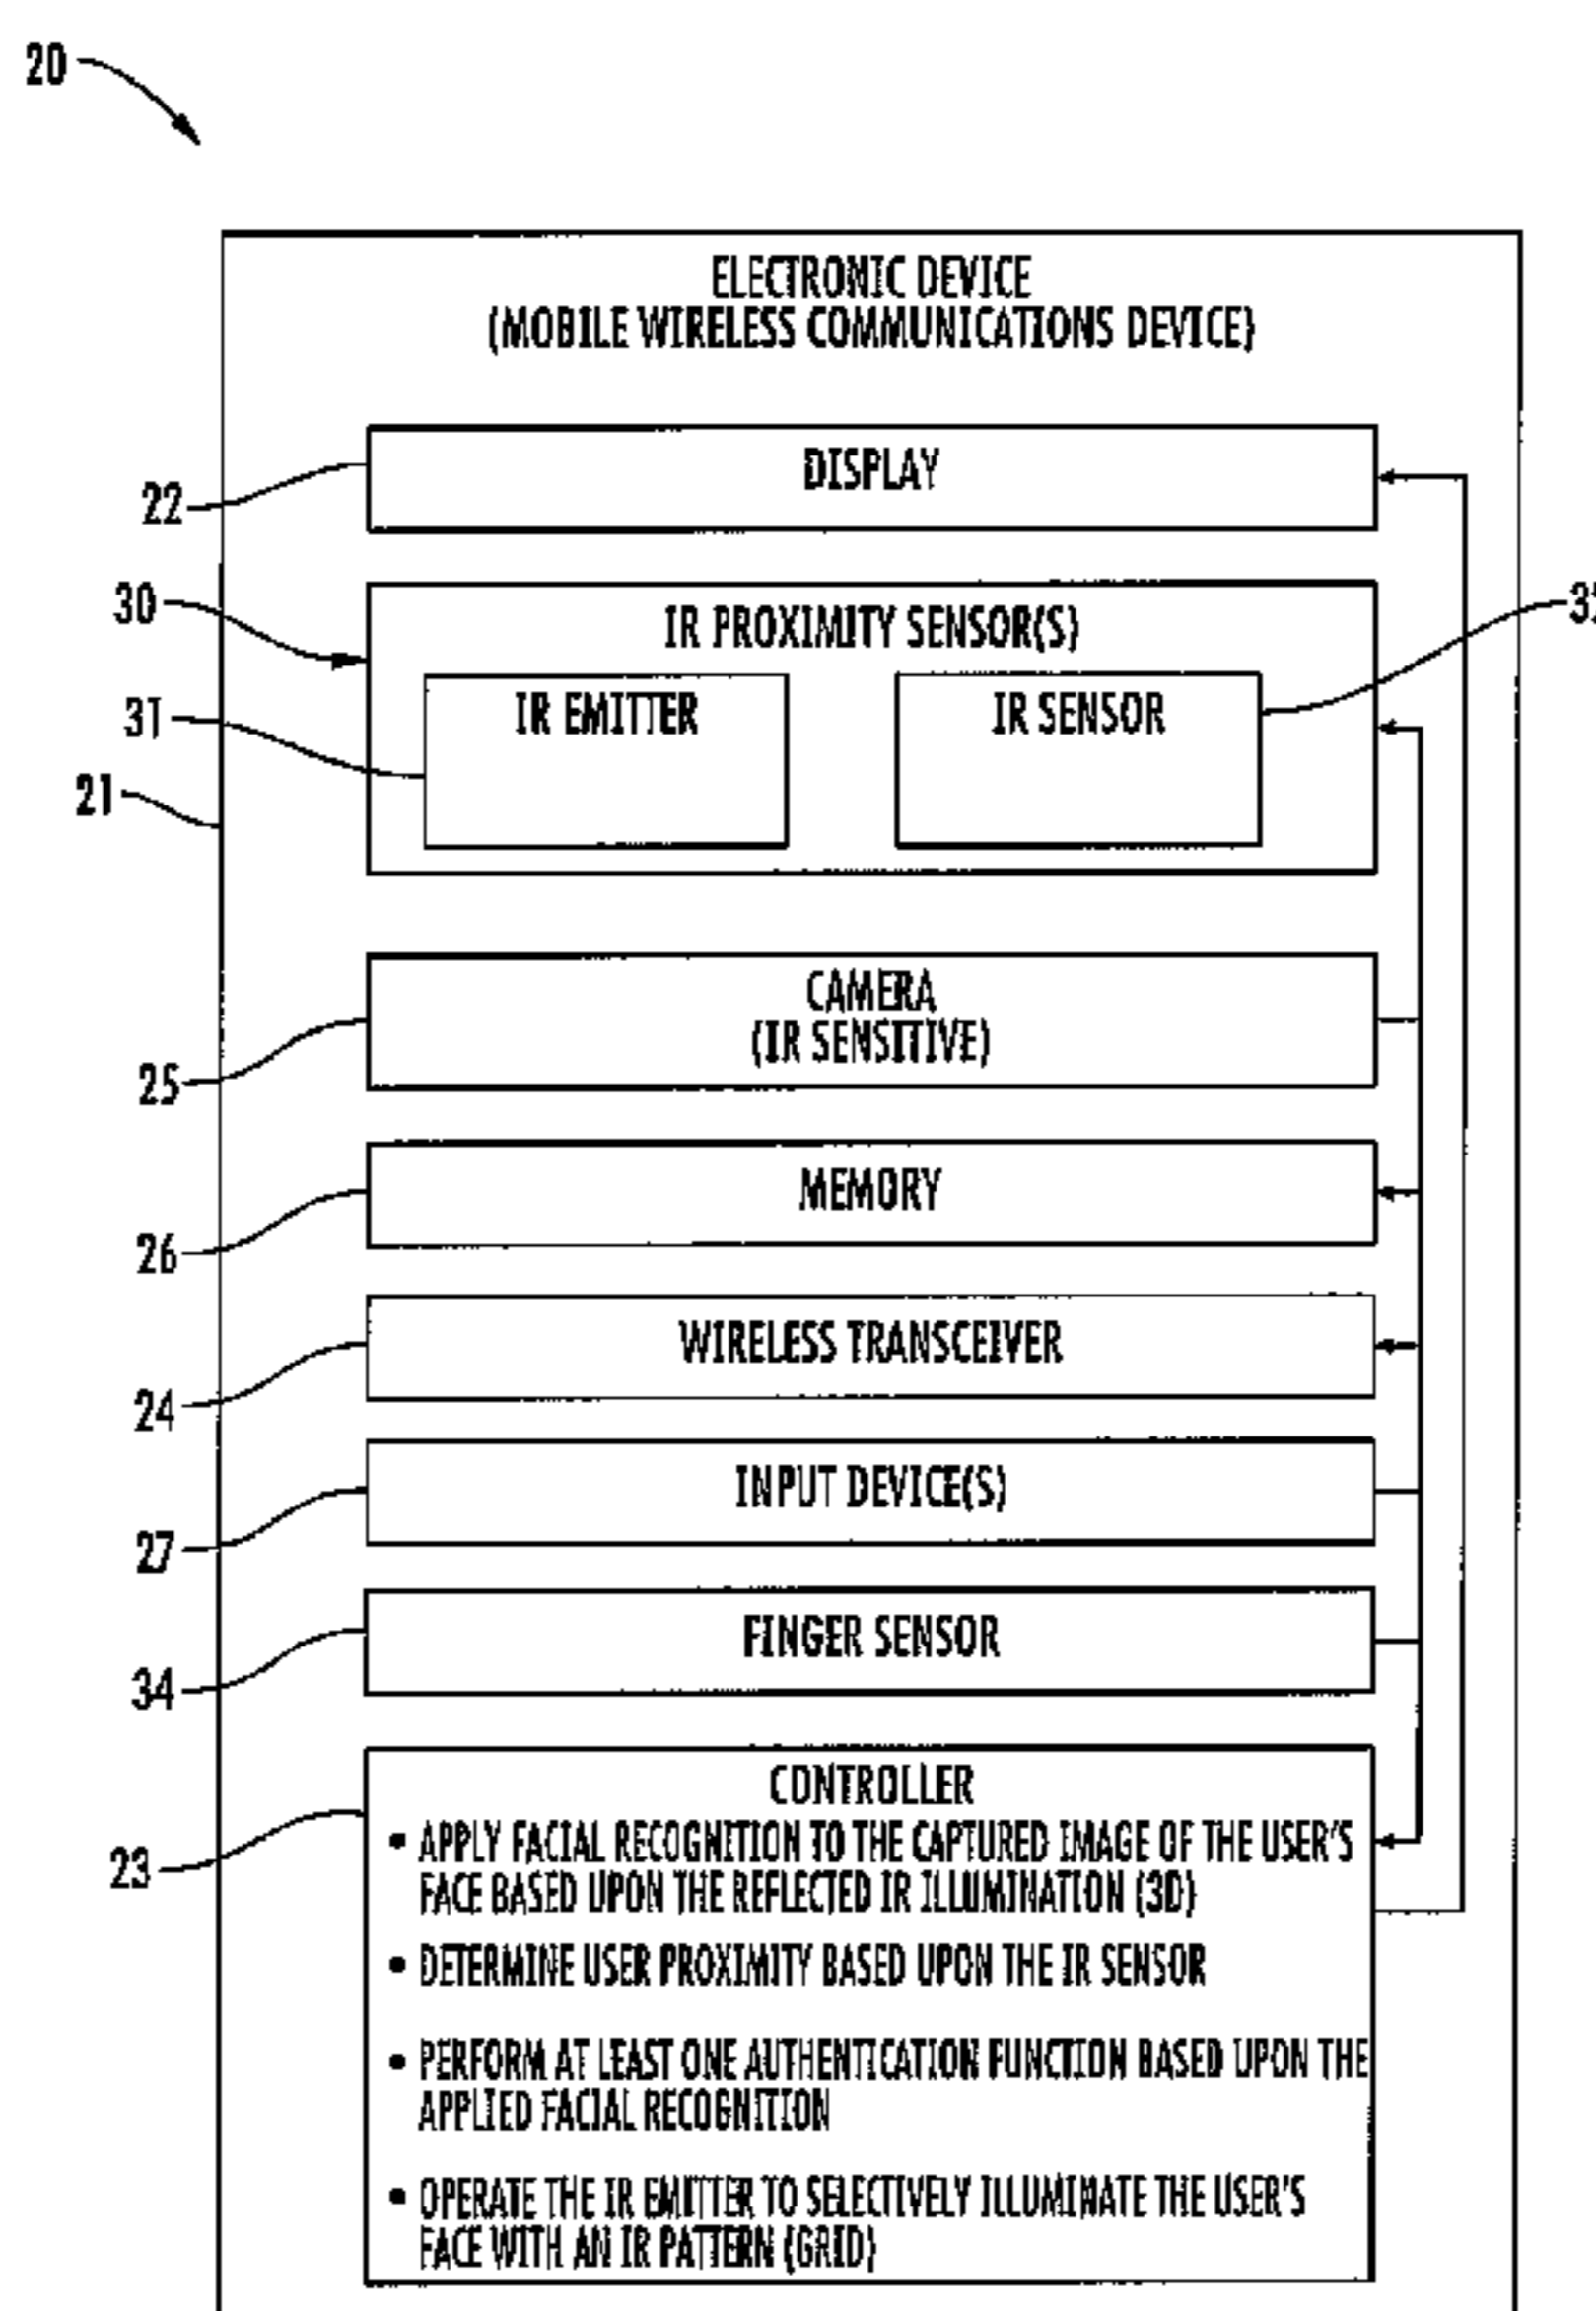 20
ELECTRONIC DEVICE
(MOBILE WIRELESS COMMUNICATIONS DEVICE)
DISPLAY
22
30
IR PROXIMITY SENSOR(S)
31
IR EMITTER
IR SENSOR
21
CAMERA
(IR SENSITIVE)
25
MEMORY
26
WIRELESS TRANSCEIVER
24
INPUT DEVICE(S)
27
FINGER SENSOR
34
CONTROLLER
23
• APPLY FACIAL RECOGNITION TO THE CAPTURED IMAGE OF THE USER'S
FACE BASED UPON THE REFLECTED IR ILLUMINATION (3D)
• DETERMINE USER PROXIMITY BASED UPON THE IR SENSOR
• PERFORM AT LEAST ONE AUTHENTICATION FUNCTION BASED UPON THE
APPLIED FACIAL RECOGNITION
• OPERATE THE IR EMITTER TO SELECTIVELY ILLUMINATE THE USER'S
FACE WITH AN IR PATTERN (GRID)